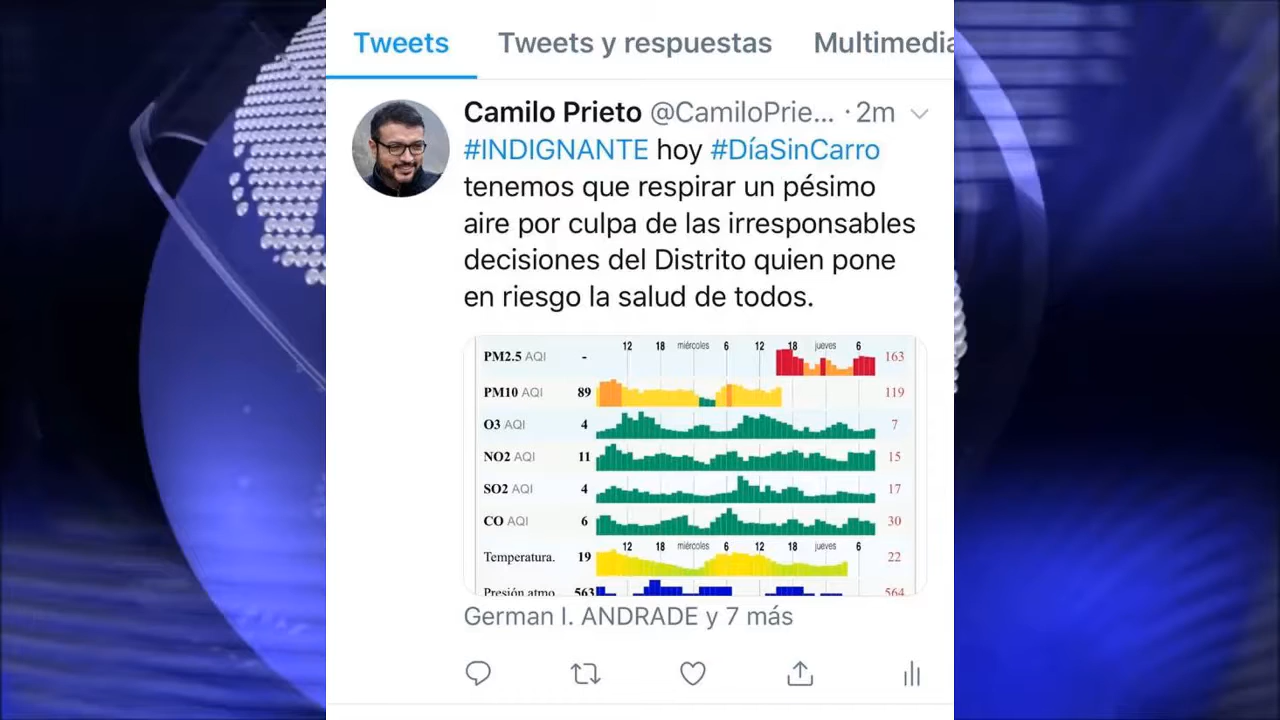 Tweets Tweets y respuestas Multimedia
Camilo Prieto @CamiloPrie... · 2m
#INDIGNANTE hoy #DíaSinCarro
tenemos que respirar un pésimo
aire por culpa de las irresponsables
decisiones del Distrito quien pone
en riesgo la salud de todos.
12 18 miércoles 6 12 18 jueves 6
PM2.5 AQI - 163
PM10 AQI 89 119
O3 AQI 4 7
NO2 AQI 11 15
SO2 AQI 4 17
CO AQI 6 30
12 18 miércoles 6 12 18 jueves 6
Temperatura. 19 22
Presión atmo 563 564
German I. ANDRADE y 7 más